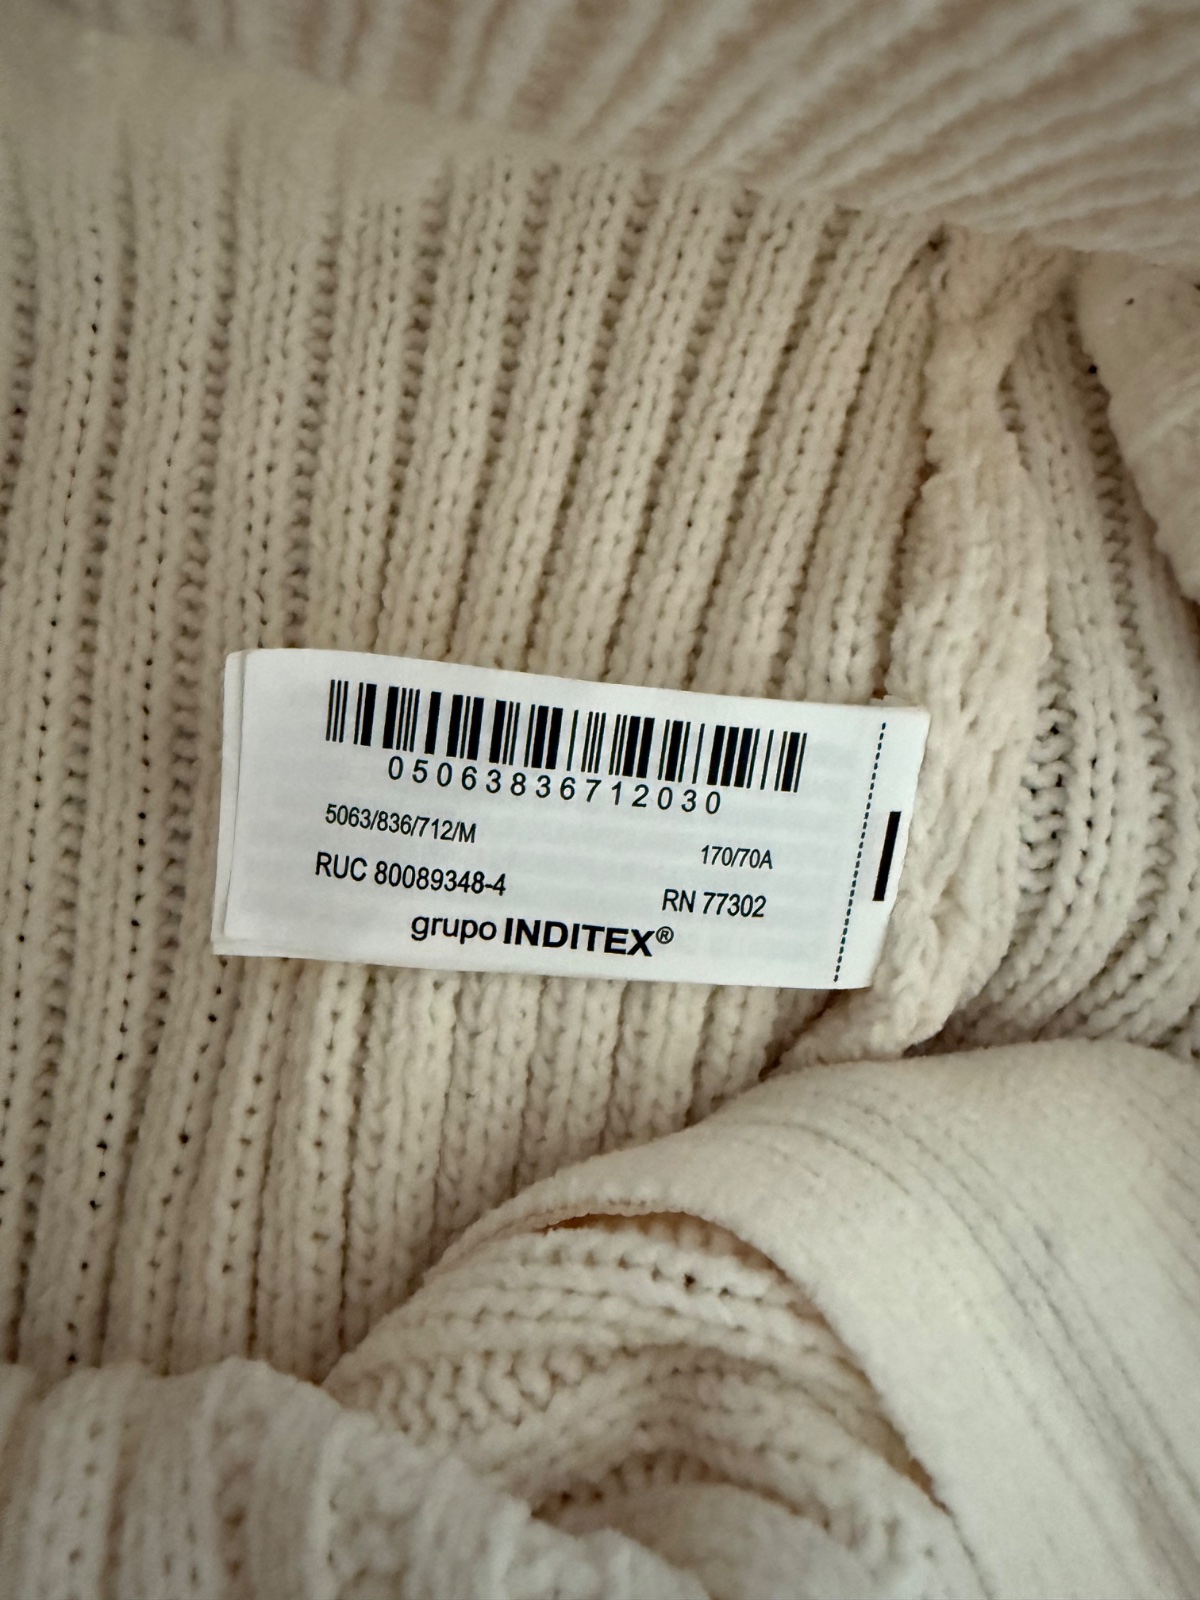 05063836712030
5063/836/712/M
170/70A
RUC 80089348-4
RN 77302
grupo INDITEX®